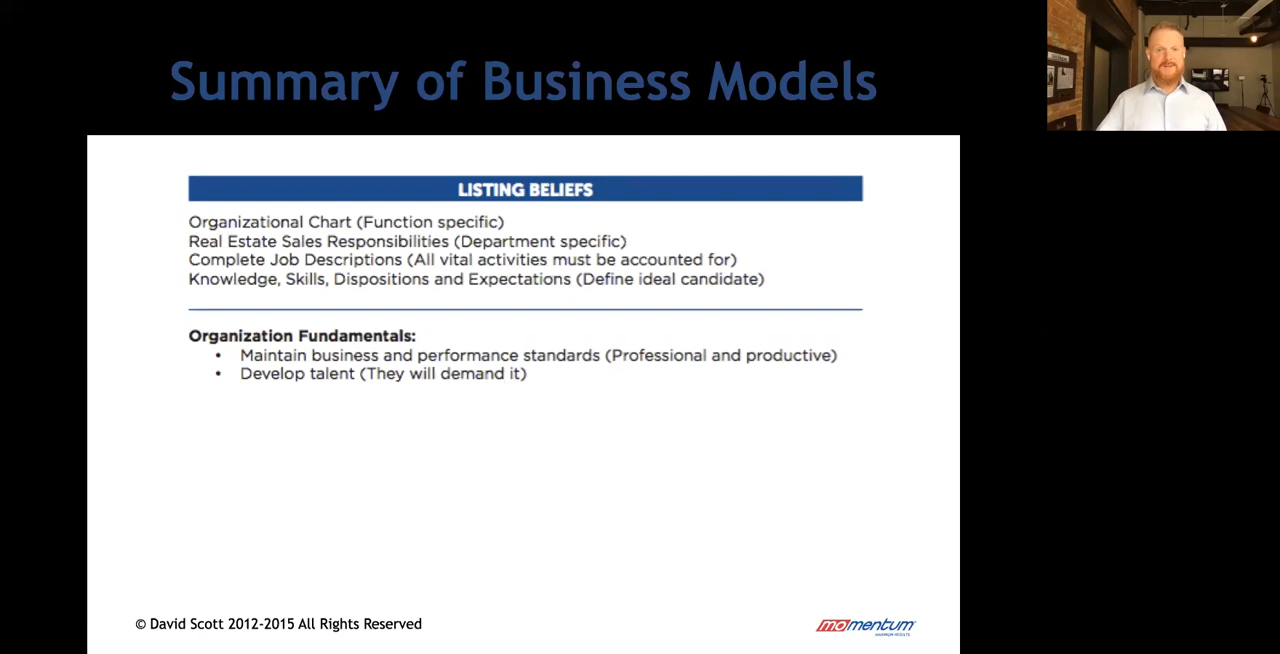 Summary of Business Models
LISTING BELIEFS
Organizational Chart (Function specific)
Real Estate Sales Responsibilities (Department specific)
Complete Job Descriptions (All vital activities must be accounted for)
Knowledge, Skills, Dispositions and Expectations (Define ideal candidate)
Organization Fundamentals:
• Maintain business and performance standards (Professional and productive)
• Develop talent (They will demand it)
© David Scott 2012-2015 All Rights Reserved
momentum